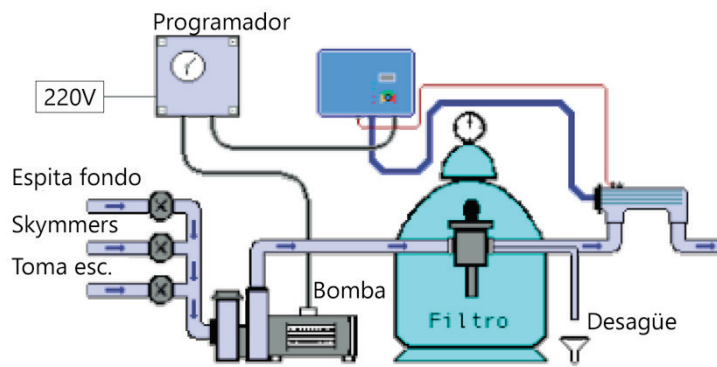 Programador
220V
Espita fondo
Skymmers
Toma esc.
Bomba
Filtro
Desagüe